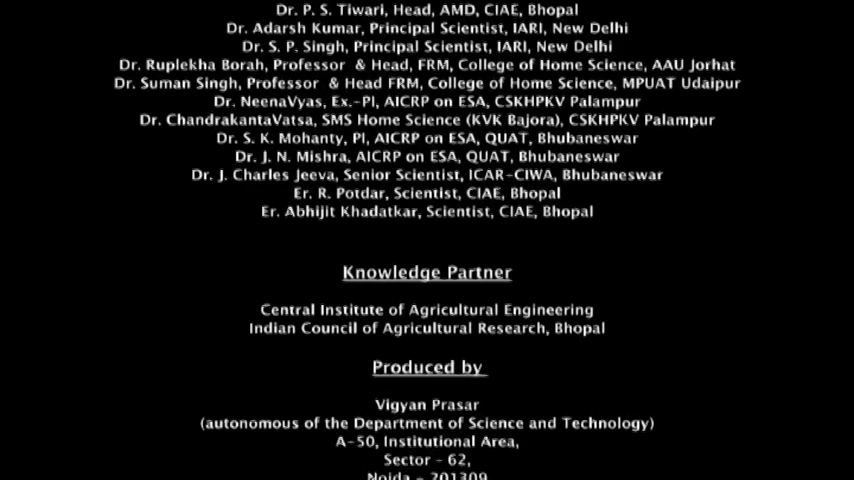 Dr. P. S. Tiwari, Head, AMD, CIAE, Bhopal
Dr. Adarsh Kumar, Principal Scientist, IARI, New Delhi
Dr. S. P. Singh, Principal Scientist, IARI, New Delhi
Dr. Ruplekha Borah, Professor & Head, FRM, College of Home Science, AAU Jorhat
Dr. Suman Singh, Professor & Head FRM, College of Home Science, MPUAT Udaipur
Dr. NeenaVyas, Ex.-PI, AICRP on ESA, CSKHPKV Palampur
Dr. ChandrakantaVatsa, SMS Home Science (KVK Bajora), CSKHPKV Palampur
Dr. S. K. Mohanty, PI, AICRP on ESA, QUAT, Bhubaneswar
Dr. J. N. Mishra, AICRP on ESA, QUAT, Bhubaneswar
Dr. J. Charles Jeeva, Senior Scientist, ICAR-CIWA, Bhubaneswar
Er. R. Potdar, Scientist, CIAE, Bhopal
Er. Abhijit Khadatkar, Scientist, CIAE, Bhopal
Knowledge Partner
Central Institute of Agricultural Engineering
Indian Council of Agricultural Research, Bhopal
Produced by
Vigyan Prasar
(autonomous of the Department of Science and Technology)
A-50, Institutional Area,
Sector - 62,
Noida - 201309